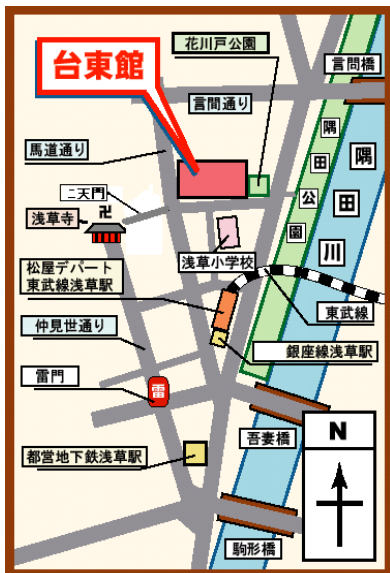 花川戸公園
言問橋
台東館
言問通り
馬道通り
隅田公園
隅田川
二天門
卍
浅草寺
浅草小学校
松屋デパート
東武線浅草駅
東武線
仲見世通り
銀座線浅草駅
雷門
雷
吾妻橋
N
都営地下鉄浅草駅
駒形橋